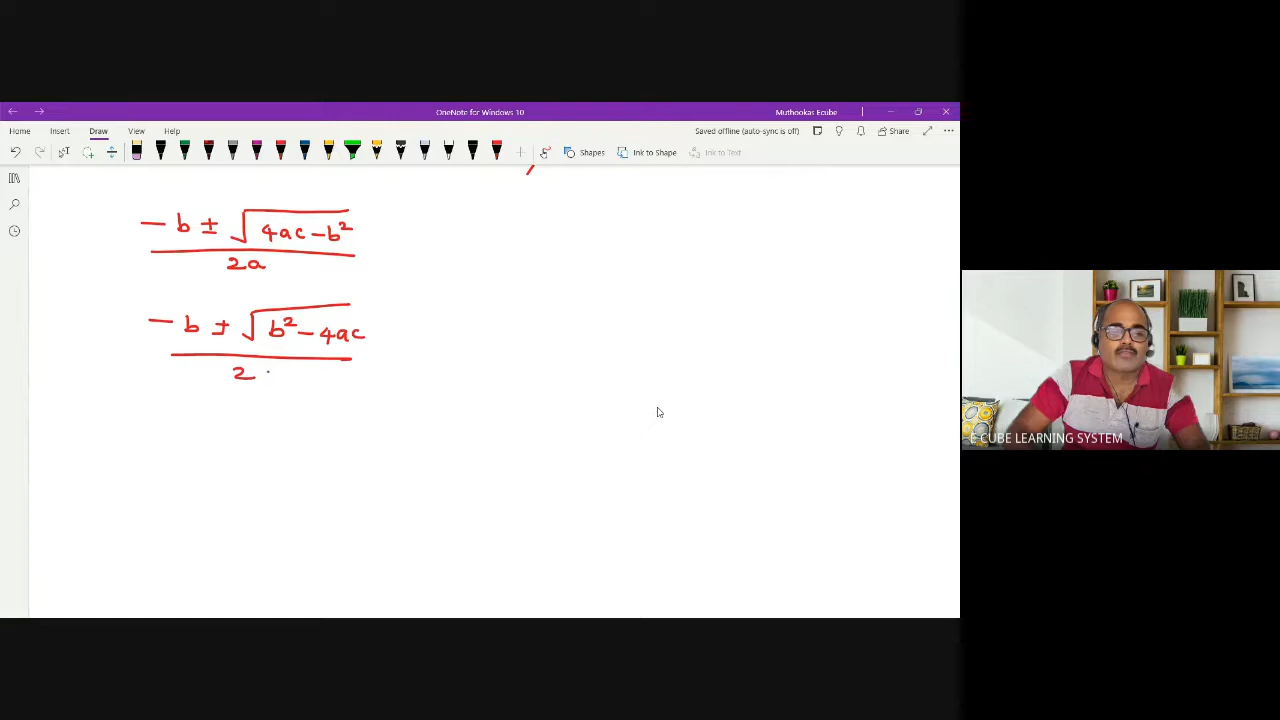 OneNote for Windows 10
Muthookas Ecube
Home Insert Draw View Help
Saved offline (auto-sync is off)
Share
Shapes
Ink to Shape
Ink to Text
− b ± √(4ac − b²)
2a
− b ± √(b² − 4ac
2
E CUBE LEARNING SYSTEM